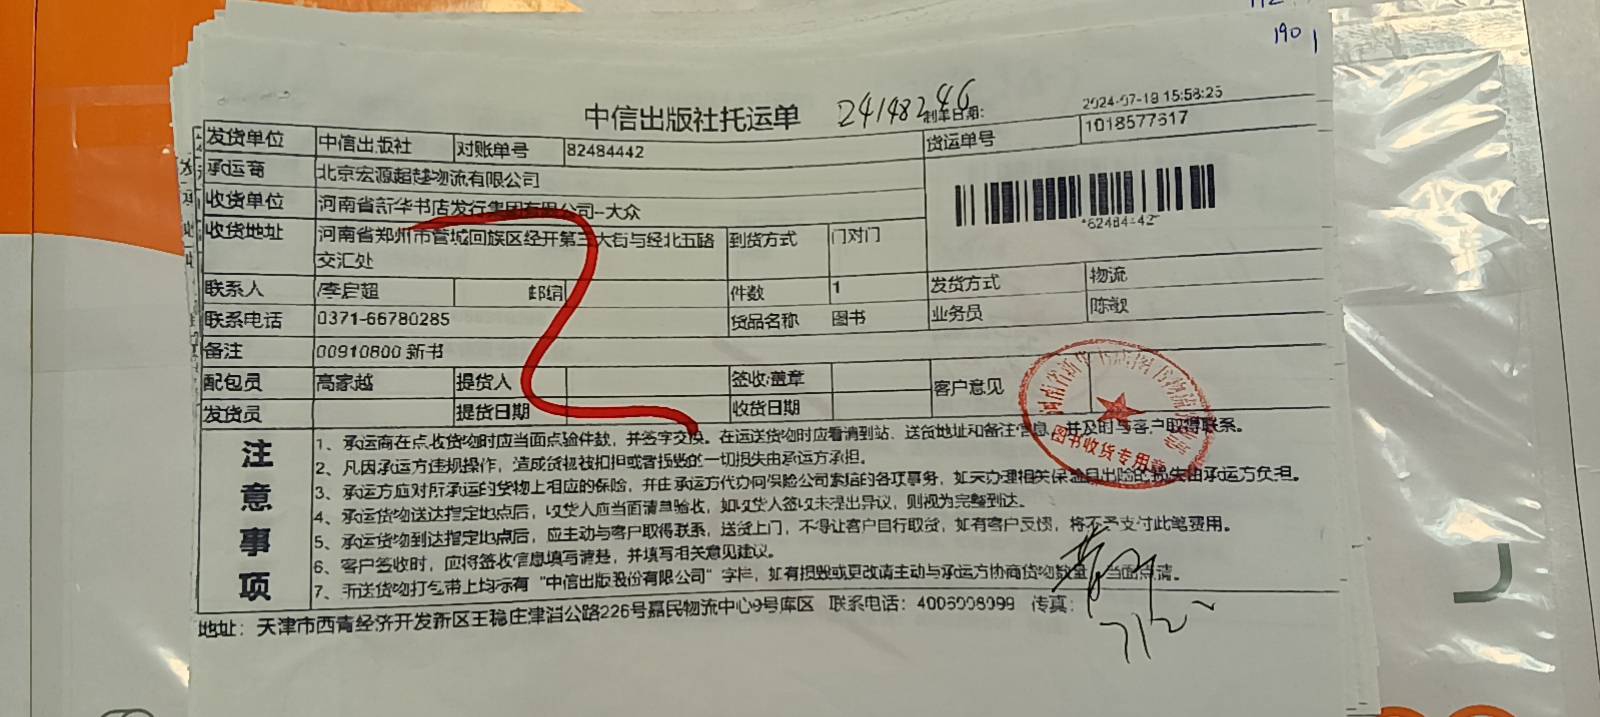 190
中信出版社托运单
24148246
制单日期:
2024-07-19 15:58:25
发货单位 中信出版社 对账单号 82484442 货运单号 1018577617
承运商 北京宏源超越物流有限公司
收货单位 河南省新华书店发行集团有限公司-大众
*82484442*
收货地址 河南省郑州市管城回族区经开第三大街与经北五路 到货方式 门对门
交汇处
联系人 /李启超 邮编 件数 1 发货方式 物流
联系电话 0371-66780285 货品名称 图书 业务员 陈
备注 00910800 新书
配包员 高家越 提货人 签收/盖章 客户意见
发货员 提货日期 收货日期
图书收货专用章
注意事项
1、承运商在点收货物时应当面点验件数，并签字交换。在运送货物时应看请到站、送货地址和备注信息，并及时与客户取得联系。
2、凡因承运方违规操作，造成货物被扣担或者损毁的一切损失由承运方承担。
3、承运方应对所承运的货物上相应的保险，并由承运方代办向保险公司索赔的各项事务，如未办理相关保险且出险的损失由承运方负担。
4、承运货物送达指定地点后，收货人应当面请单验收，如收货人签收未提出异议，则视为完整到达。
5、承运货物到达指定地点后，应主动与客户取得联系，送货上门，不得让客户自行取货，如有客户反馈，将不予支付此笔费用。
6、客户签收时，应将签收信息填写清楚，并填写相关意见建议。
7、所送货物打包带上均标有“中信出版股份有限公司”字样，如有损毁或更改请主动与承运方协商货物数量，当面点清。
地址：天津市西青经济开发新区王稳庄津淄公路226号嘉民物流中心9号库区 联系电话：4006008099 传真：